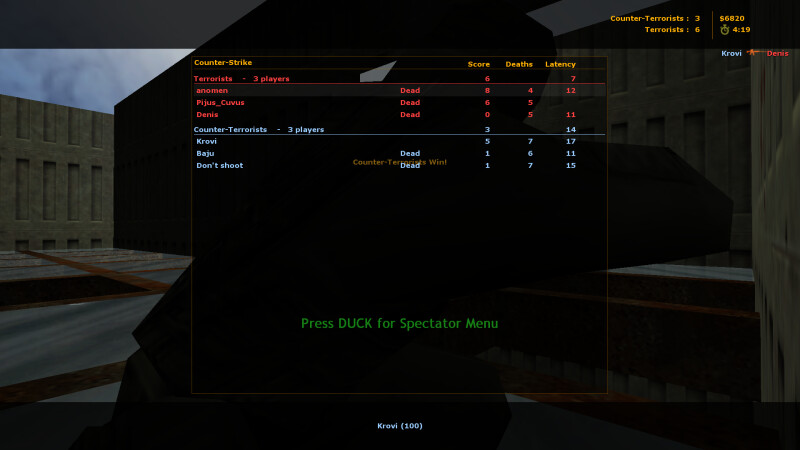 Counter-Terrorists : 3 $6820
Terrorists : 6 4:19
Krovi Denis
Counter-Strike Score Deaths Latency
Terrorists - 3 players 6 7
anomen Dead 8 4 12
Pijus_Cuvus 6 5
Denis Dead 0 5 11
Counter-Terrorists - 3 players 3 14
Krovi 5 7 17
Baju Dead 1 6 11
Counter-Terrorists Win!
Don't shoot Dead 1 7 15
Press DUCK for Spectator Menu
Krovi (100)